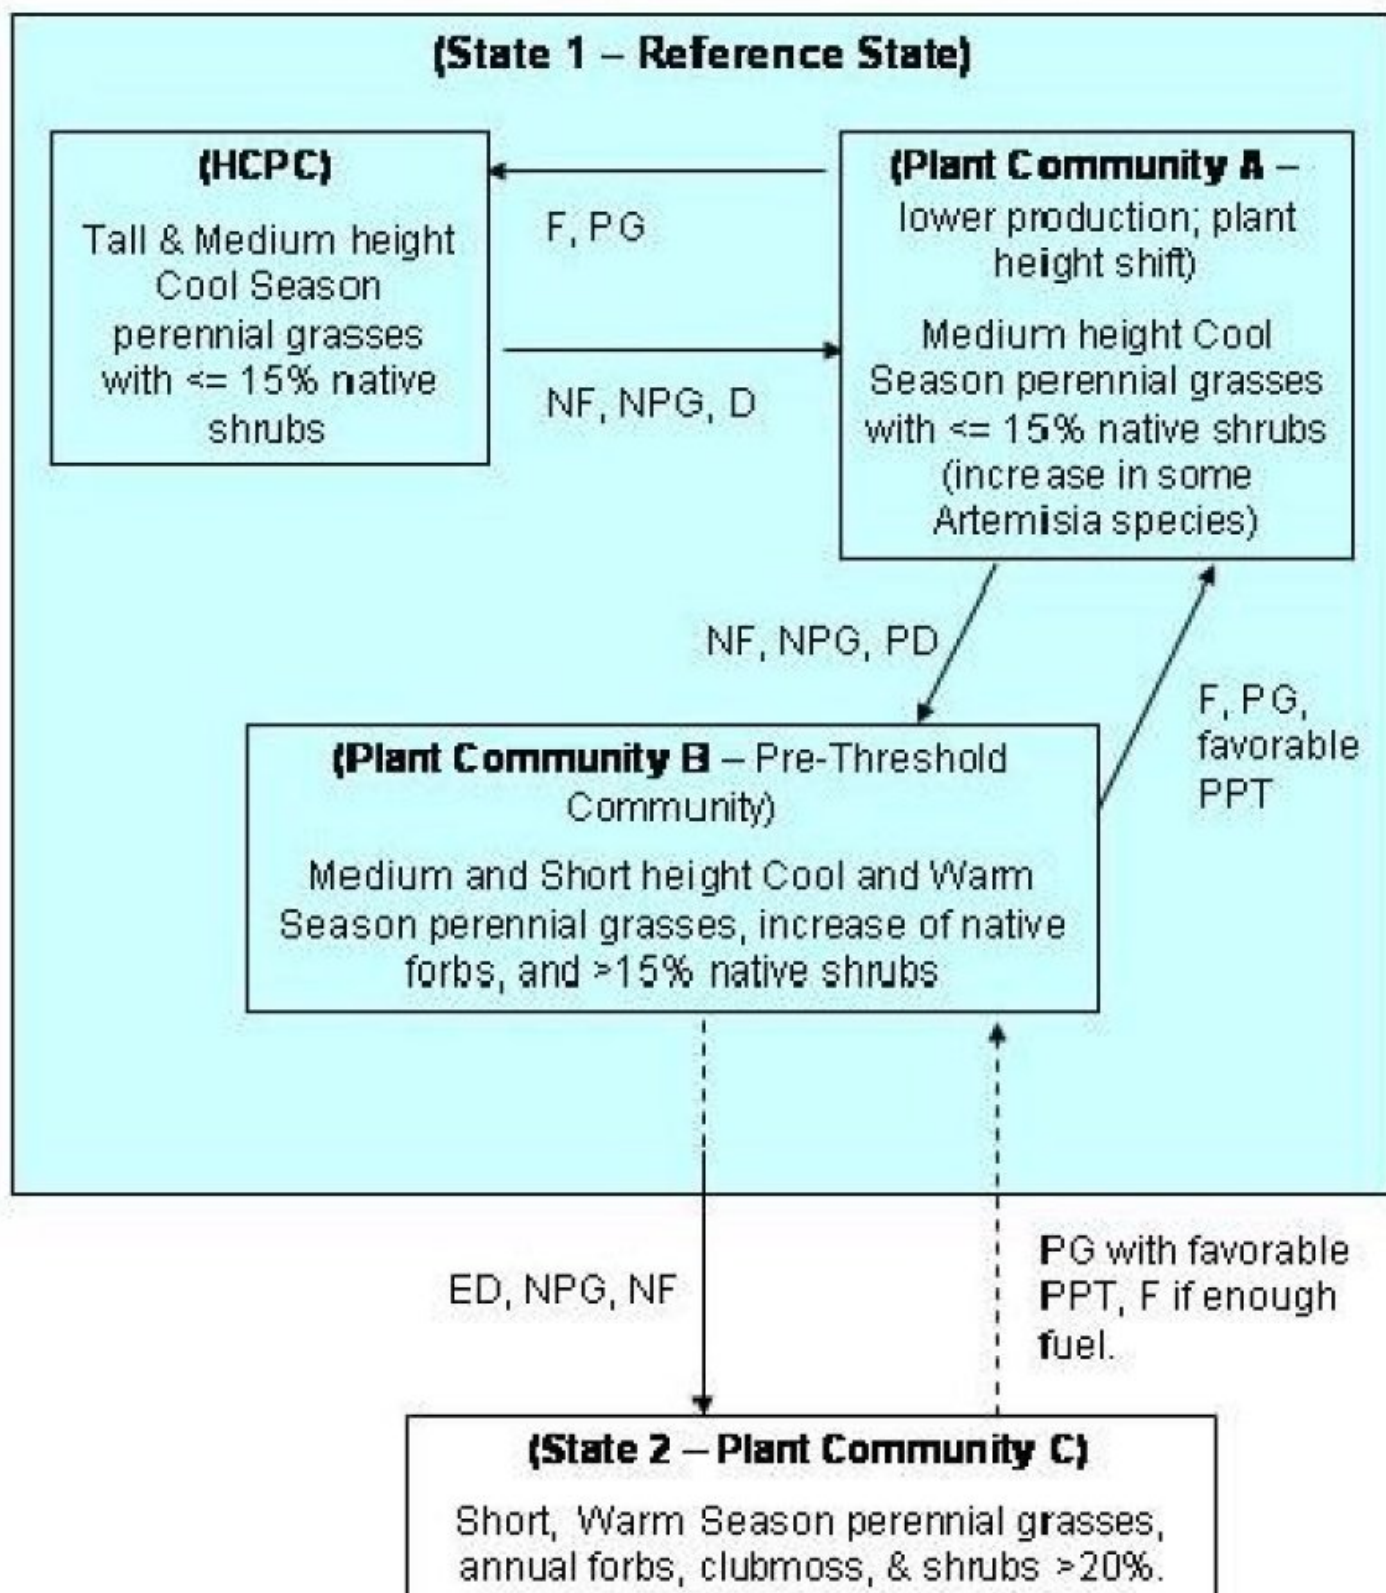 (State 1 – Reference State)
(HCPC)
Tall & Medium height
Cool Season
perennial grasses
with <= 15% native
shrubs
F, PG
NF, NPG, D
(Plant Community A –
lower production; plant
height shift)
Medium height Cool
Season perennial grasses
with <= 15% native shrubs
(increase in some
Artemisia species)
NF, NPG, PD
F, PG,
favorable
PPT
(Plant Community B – Pre-Threshold
Community)
Medium and Short height Cool and Warm
Season perennial grasses, increase of native
forbs, and >15% native shrubs
ED, NPG, NF
PG with favorable
PPT, F if enough
fuel.
(State 2 – Plant Community C)
Short, Warm Season perennial grasses,
annual forbs, clubmoss, & shrubs >20%.